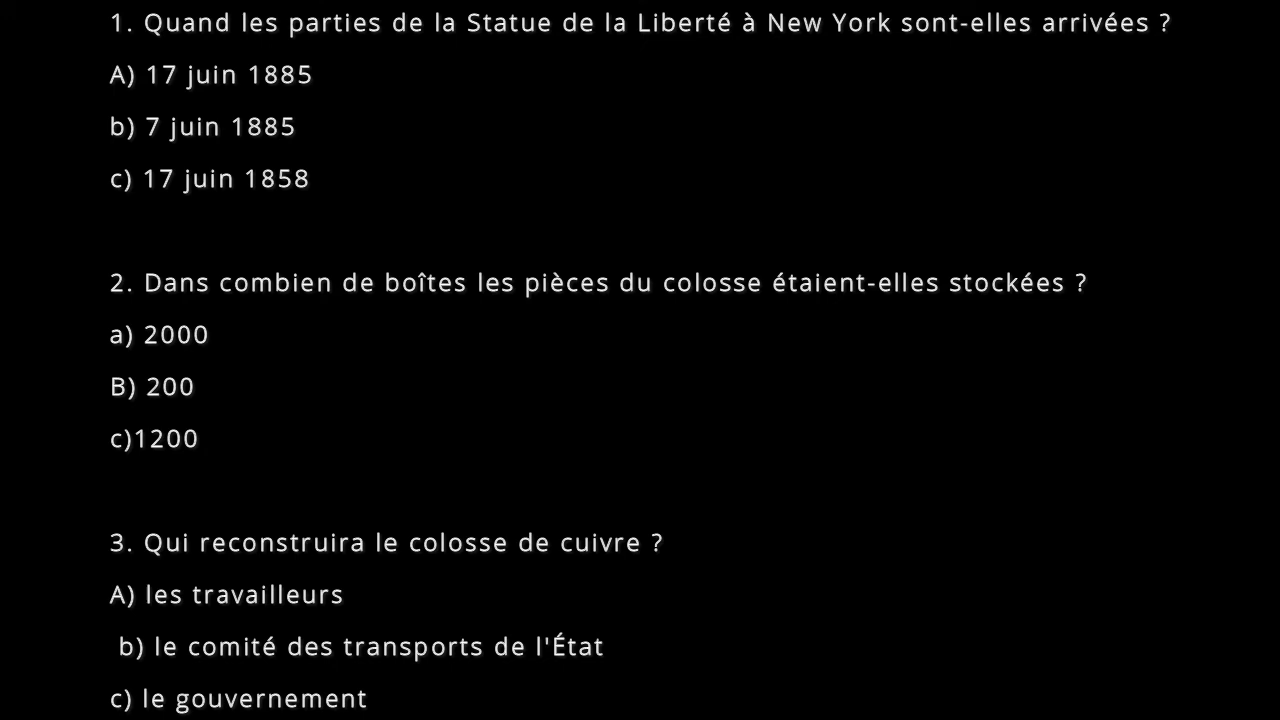 1. Quand les parties de la Statue de la Liberté à New York sont-elles arrivées ?
A) 17 juin 1885
b) 7 juin 1885
c) 17 juin 1858
2. Dans combien de boîtes les pièces du colosse étaient-elles stockées ?
a) 2000
B) 200
c)1200
3. Qui reconstruira le colosse de cuivre ?
A) les travailleurs
b) le comité des transports de l'État
c) le gouvernement